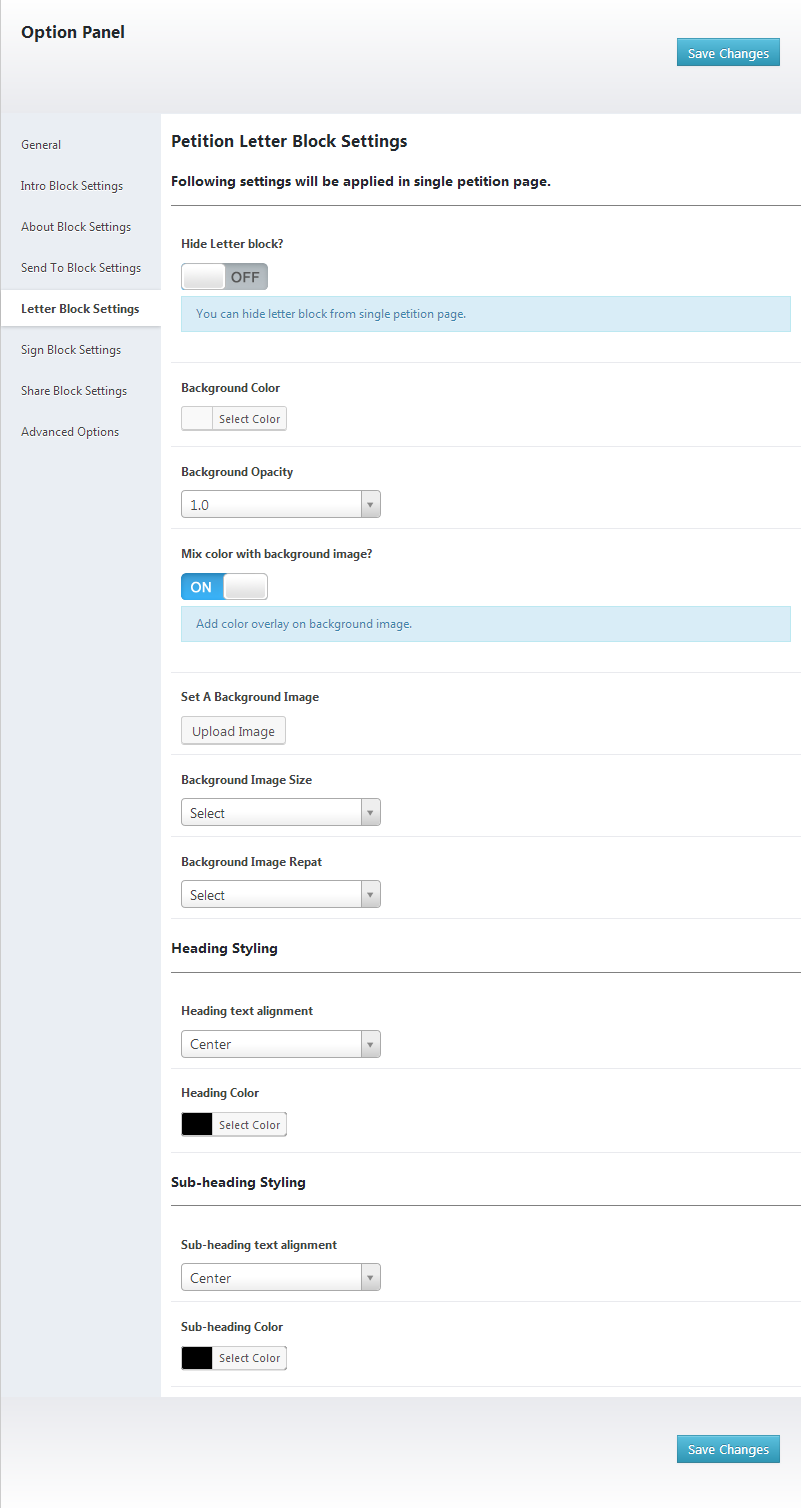 Option Panel
Save Changes
General
Intro Block Settings
About Block Settings
Send To Block Settings
Letter Block Settings
Sign Block Settings
Share Block Settings
Advanced Options
Petition Letter Block Settings
Following settings will be applied in single petition page.
Hide Letter block?
OFF
You can hide letter block from single petition page.
Background Color
Select Color
Background Opacity
1.0
Mix color with background image?
ON
Add color overlay on background image.
Set A Background Image
Upload Image
Background Image Size
Select
Background Image Repat
Select
Heading Styling
Heading text alignment
Center
Heading Color
Select Color
Sub-heading Styling
Sub-heading text alignment
Center
Sub-heading Color
Select Color
Save Changes